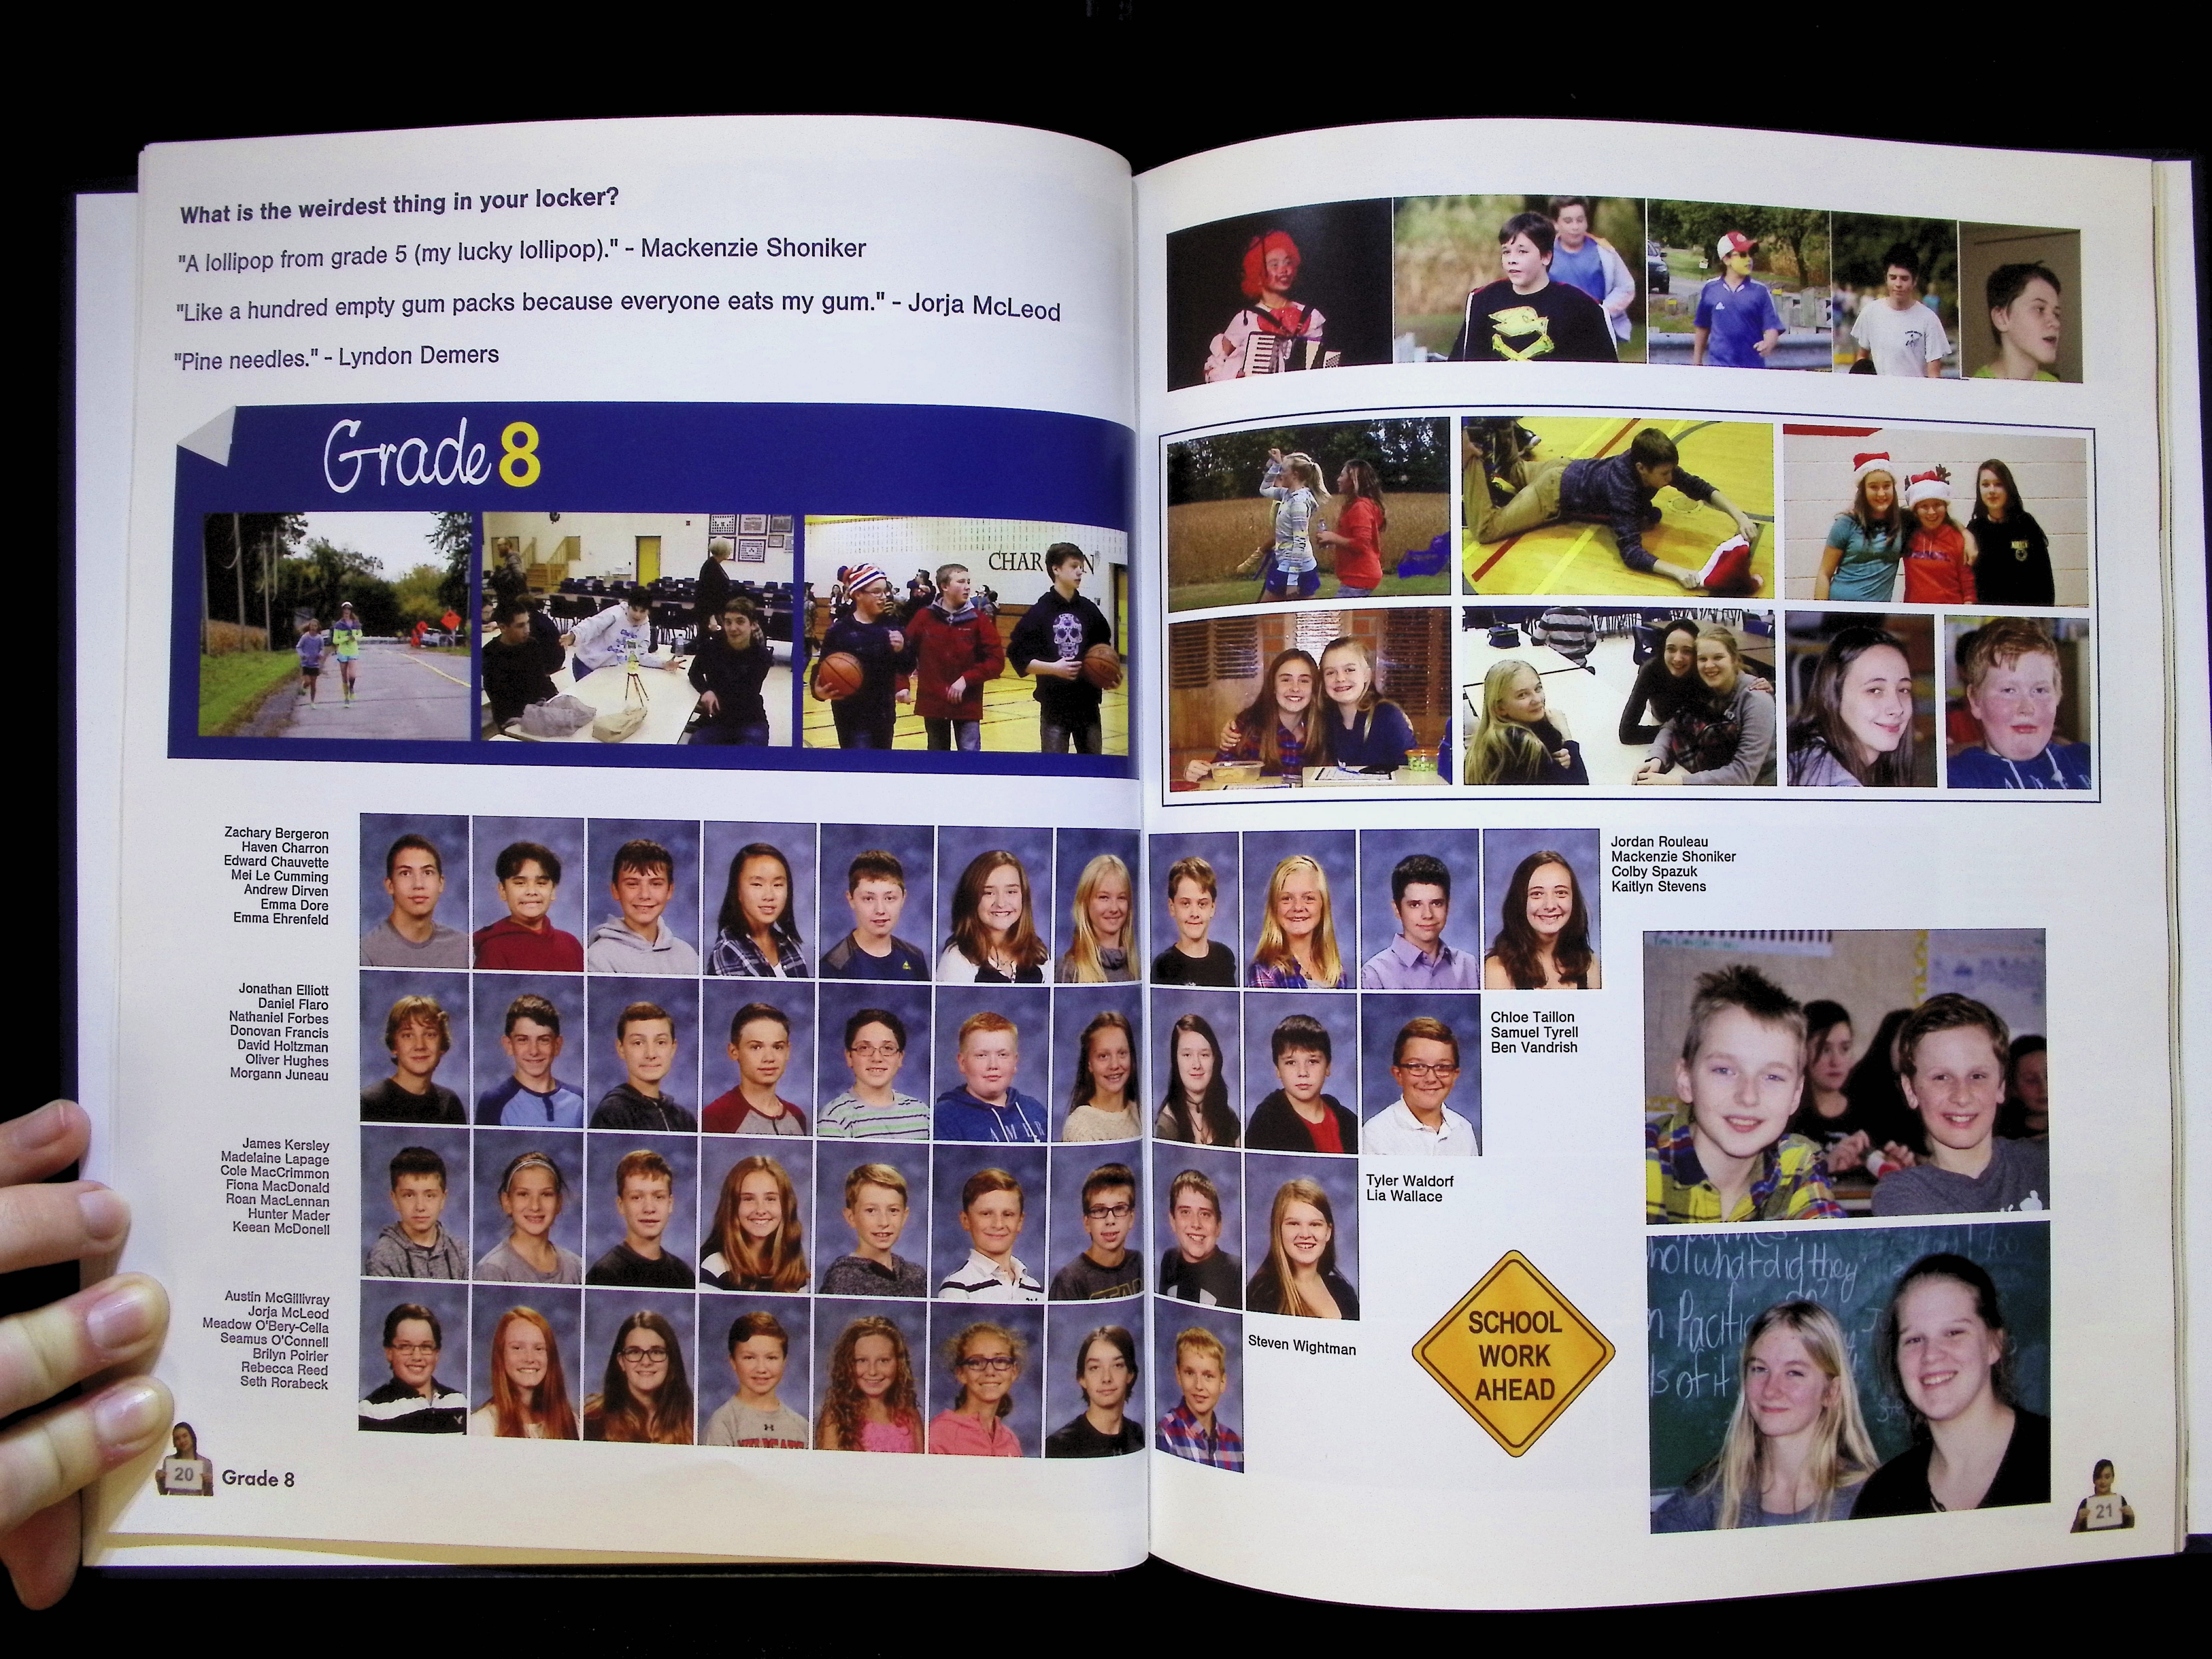 What is the weirdest thing in your locker?
"A lollipop from grade 5 (my lucky lollipop)." - Mackenzie Shoniker
"Like a hundred empty gum packs because everyone eats my gum." - Jorja McLeod
"Pine needles." - Lyndon Demers
Grade 8
Zachary Bergeron
Haven Charron
Edward Chauvette
Mei Le Cumming
Andrew Dirven
Emma Dore
Emma Ehrenfeld
Jonathan Elliott
Daniel Flaro
Nathaniel Forbes
Donovan Francis
David Holtzman
Oliver Hughes
Morgann Juneau
James Kersley
Madelaine Lapage
Cole MacCrimmon
Fiona MacDonald
Roan MacLennan
Hunter Mader
Keean McDonell
Austin McGillivray
Jorja McLeod
Meadow O'Bery-Cella
Seamus O'Connell
Brilyn Poirier
Rebecca Reed
Seth Rorabeck
20
Grade 8
Jordan Rouleau
Mackenzie Shoniker
Colby Spazuk
Kaitlyn Stevens
Chloe Taillon
Samuel Tyrell
Ben Vandrish
Tyler Waldorf
Lia Wallace
Steven Wightman
SCHOOL
WORK
AHEAD
what did they
Pacific
of it
21